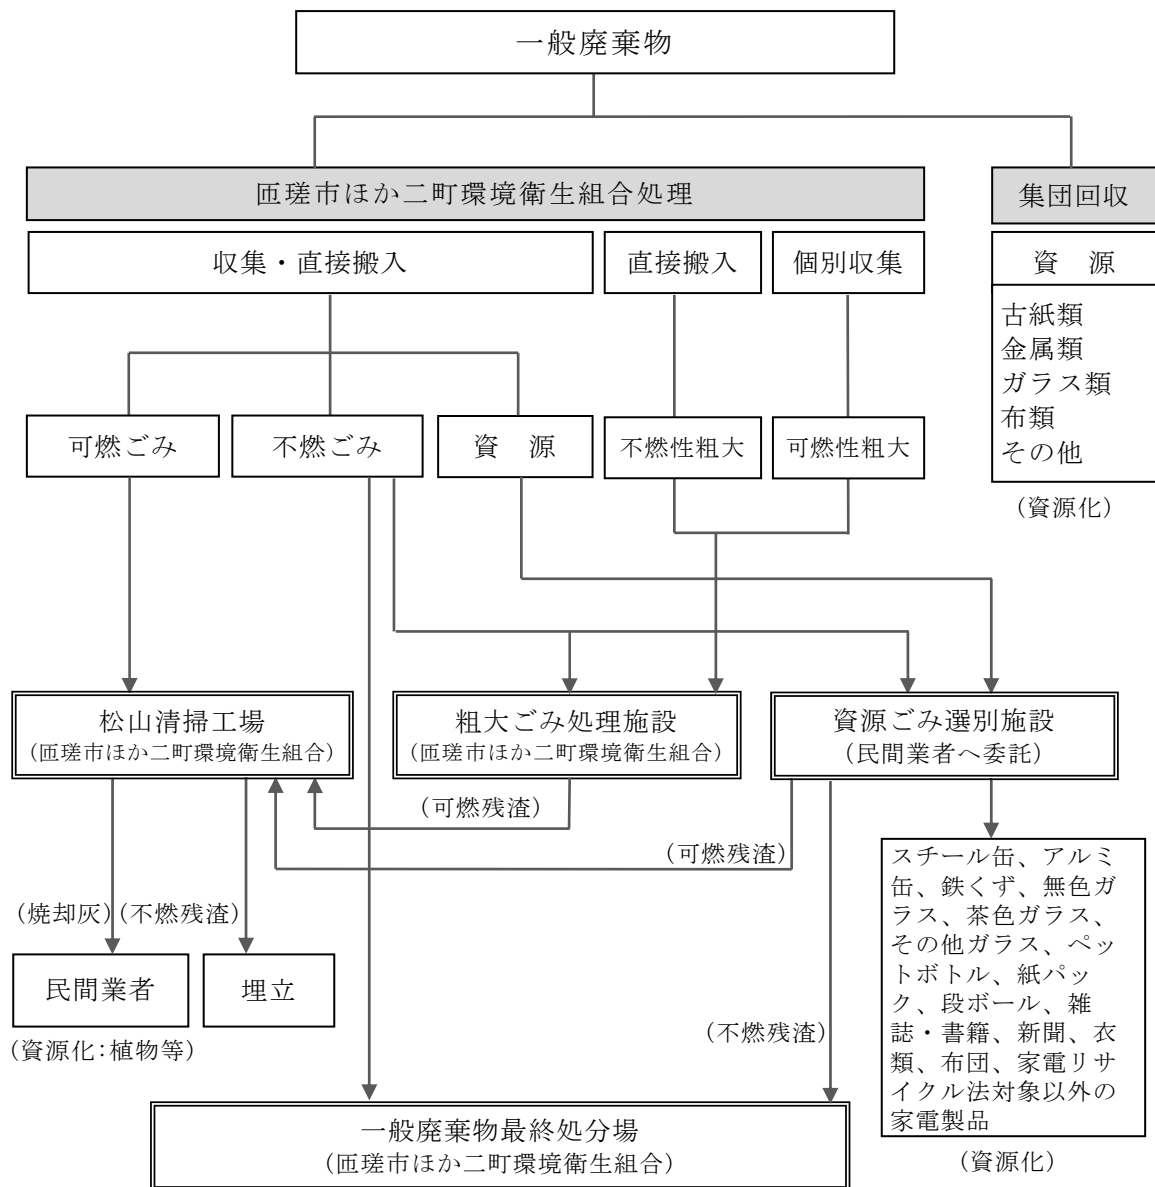 一般廃棄物
匝瑳市ほか二町環境衛生組合処理
集団回収
収集・直接搬入
直接搬入
個別収集
資　源
古紙類
金属類
ガラス類
布類
その他
(資源化)
可燃ごみ
不燃ごみ
資　源
不燃性粗大
可燃性粗大
松山清掃工場
(匝瑳市ほか二町環境衛生組合)
粗大ごみ処理施設
(匝瑳市ほか二町環境衛生組合)
資源ごみ選別施設
(民間業者へ委託)
(可燃残渣)
(可燃残渣)
(焼却灰)
(不燃残渣)
民間業者
埋立
(資源化:植物等)
(不燃残渣)
スチール缶、アルミ
缶、鉄くず、無色ガ
ラス、茶色ガラス、
その他ガラス、ペッ
トボトル、紙パッ
ク、段ボール、雑
誌・書籍、新聞、衣
類、布団、家電リサ
イクル法対象以外の
家電製品
(資源化)
一般廃棄物最終処分場
(匝瑳市ほか二町環境衛生組合)